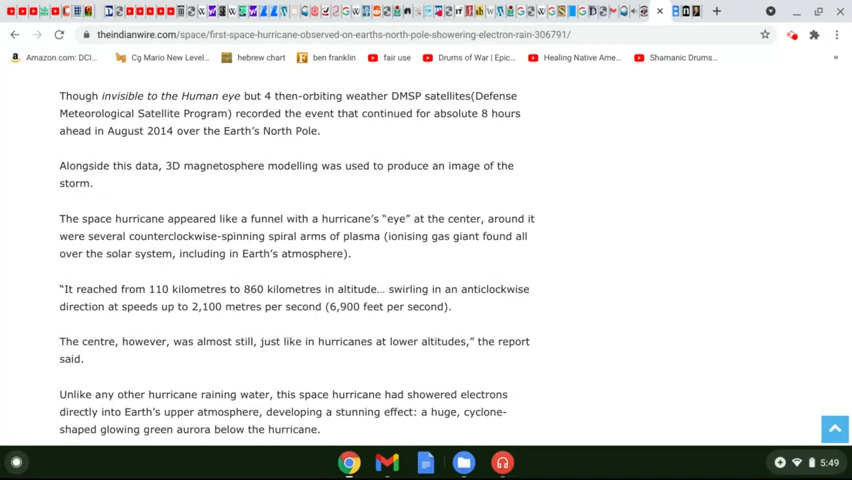 theindianwire.com/space/first-space-hurricane-observed-on-earths-north-pole-showering-electron-rain-306791/
Amazon.com: DCI...
Cg Mario New Level...
hebrew chart
ben franklin
fair use
Drums of War | Epic...
Healing Native Ame...
Shamanic Drums...
»
Though invisible to the Human eye but 4 then-orbiting weather DMSP satellites(Defense
Meteorological Satellite Program) recorded the event that continued for absolute 8 hours
ahead in August 2014 over the Earth's North Pole.
Alongside this data, 3D magnetosphere modelling was used to produce an image of the
storm.
The space hurricane appeared like a funnel with a hurricane's “eye” at the center, around it
were several counterclockwise-spinning spiral arms of plasma (ionising gas giant found all
over the solar system, including in Earth's atmosphere).
“It reached from 110 kilometres to 860 kilometres in altitude… swirling in an anticlockwise
direction at speeds up to 2,100 metres per second (6,900 feet per second).
The centre, however, was almost still, just like in hurricanes at lower altitudes,” the report
said.
Unlike any other hurricane raining water, this space hurricane had showered electrons
directly into Earth's upper atmosphere, developing a stunning effect: a huge, cyclone-
shaped glowing green aurora below the hurricane.
5:49